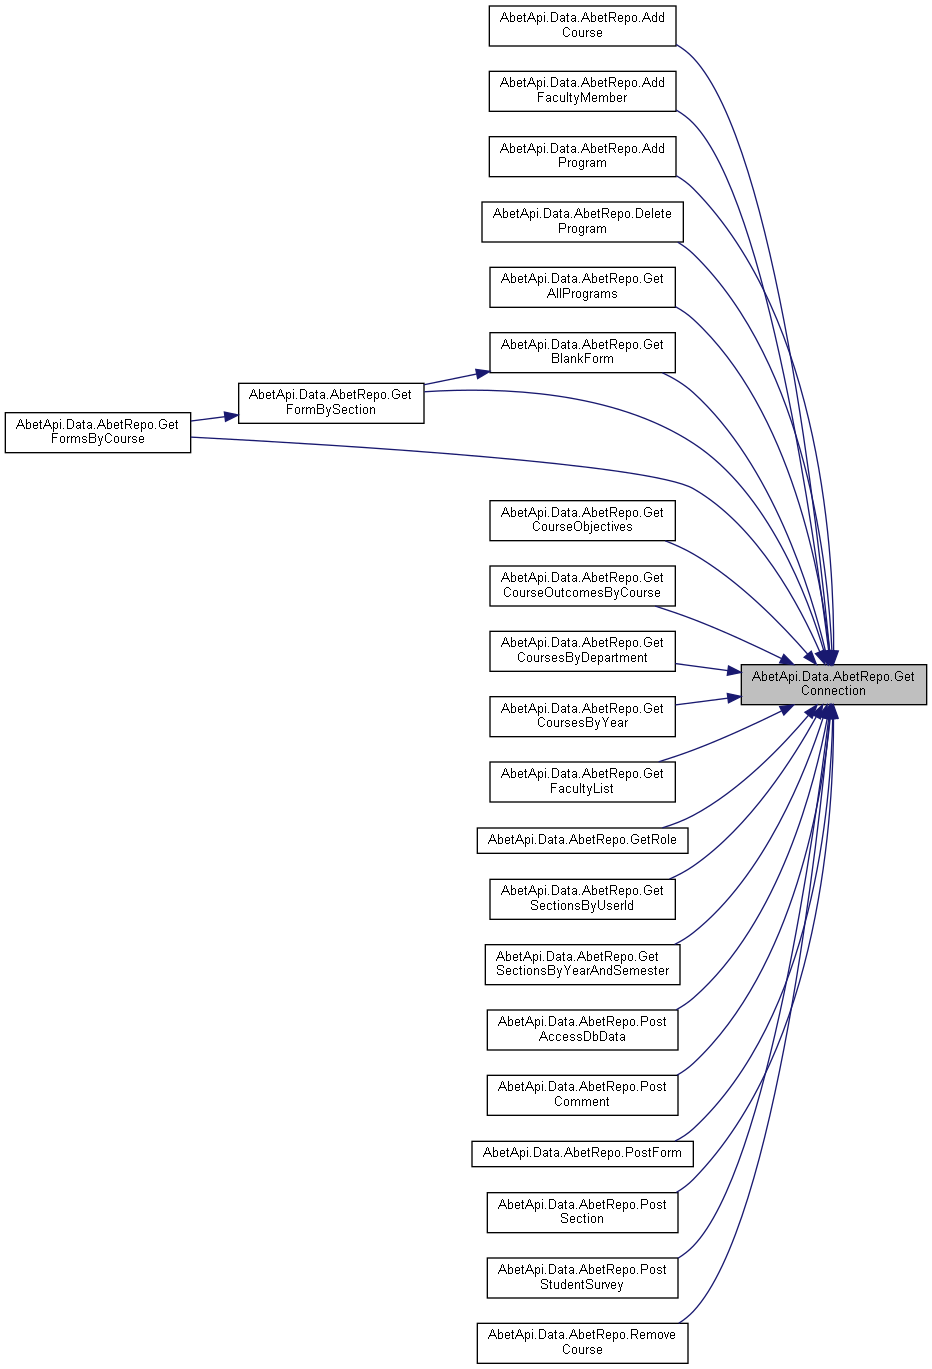 AbetApi.Data.AbetRepo.Add
Course
AbetApi.Data.AbetRepo.Add
FacultyMember
AbetApi.Data.AbetRepo.Add
Program
AbetApi.Data.AbetRepo.Delete
Program
AbetApi.Data.AbetRepo.Get
AllPrograms
AbetApi.Data.AbetRepo.Get
BlankForm
AbetApi.Data.AbetRepo.Get
FormBySection
AbetApi.Data.AbetRepo.Get
FormsByCourse
AbetApi.Data.AbetRepo.Get
CourseObjectives
AbetApi.Data.AbetRepo.Get
CourseOutcomesByCourse
AbetApi.Data.AbetRepo.Get
CoursesByDepartment
AbetApi.Data.AbetRepo.Get
Connection
AbetApi.Data.AbetRepo.Get
CoursesByYear
AbetApi.Data.AbetRepo.Get
FacultyList
AbetApi.Data.AbetRepo.GetRole
AbetApi.Data.AbetRepo.Get
SectionsByUserId
AbetApi.Data.AbetRepo.Get
SectionsByYearAndSemester
AbetApi.Data.AbetRepo.Post
AccessDbData
AbetApi.Data.AbetRepo.Post
Comment
AbetApi.Data.AbetRepo.PostForm
AbetApi.Data.AbetRepo.Post
Section
AbetApi.Data.AbetRepo.Post
StudentSurvey
AbetApi.Data.AbetRepo.Remove
Course